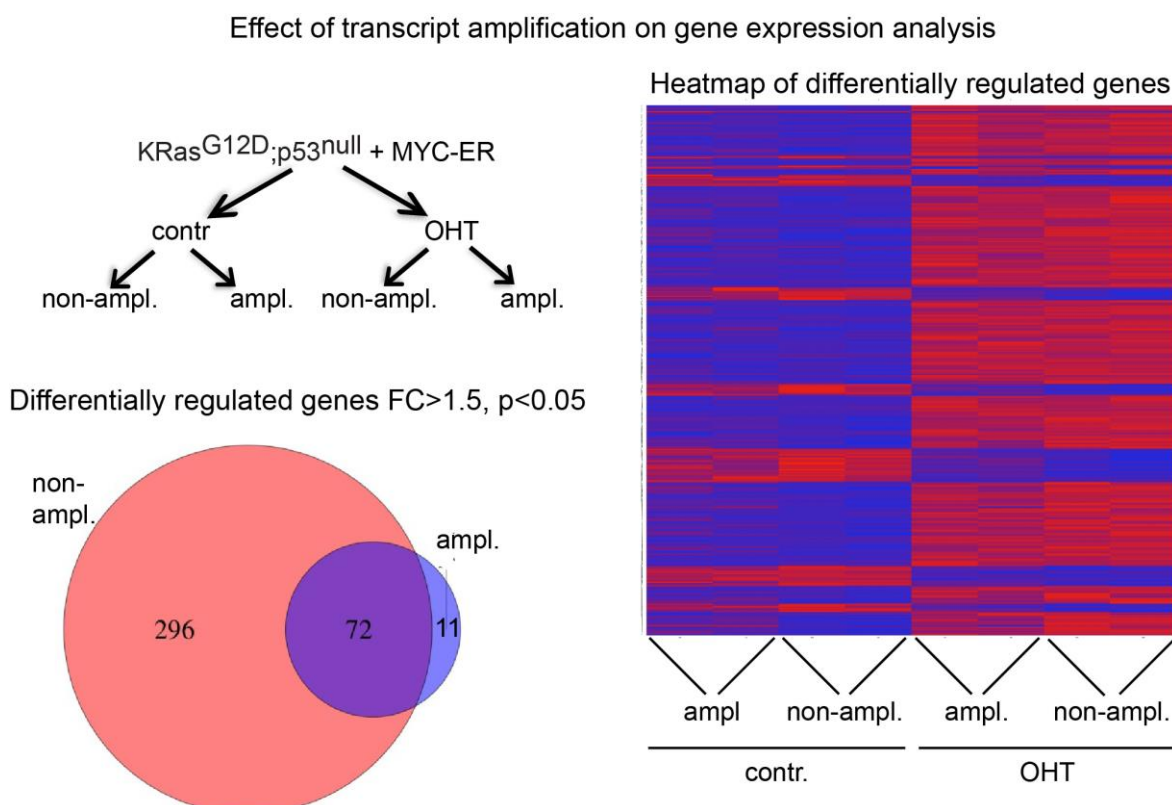 Effect of transcript amplification on gene expression analysis
KRasG12D;p53null + MYC-ER
contr OHT
non-ampl. ampl. non-ampl. ampl.
Differentially regulated genes FC>1.5, p<0.05
non-
ampl.
ampl.
296 72 11
Heatmap of differentially regulated genes
ampl non-ampl. ampl. non-ampl.
contr. OHT